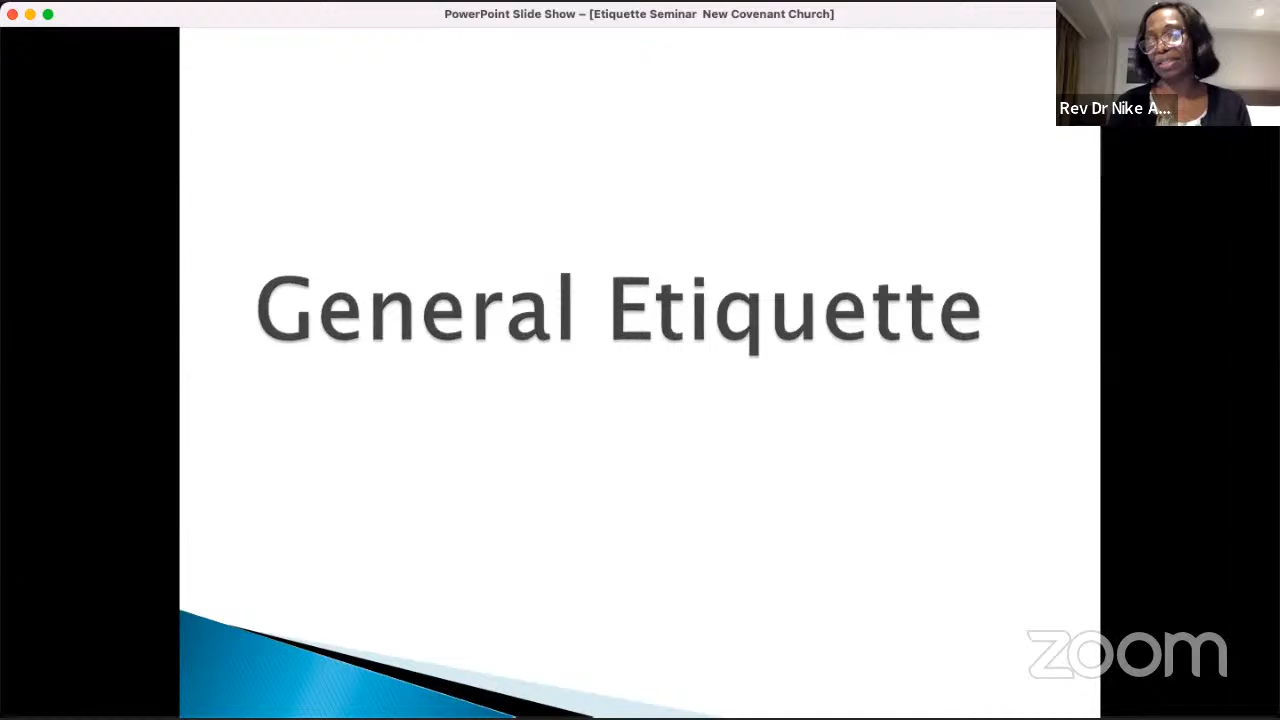 PowerPoint Slide Show – [Etiquette Seminar  New Covenant Church]
Rev Dr Nike A...
General Etiquette
zoom